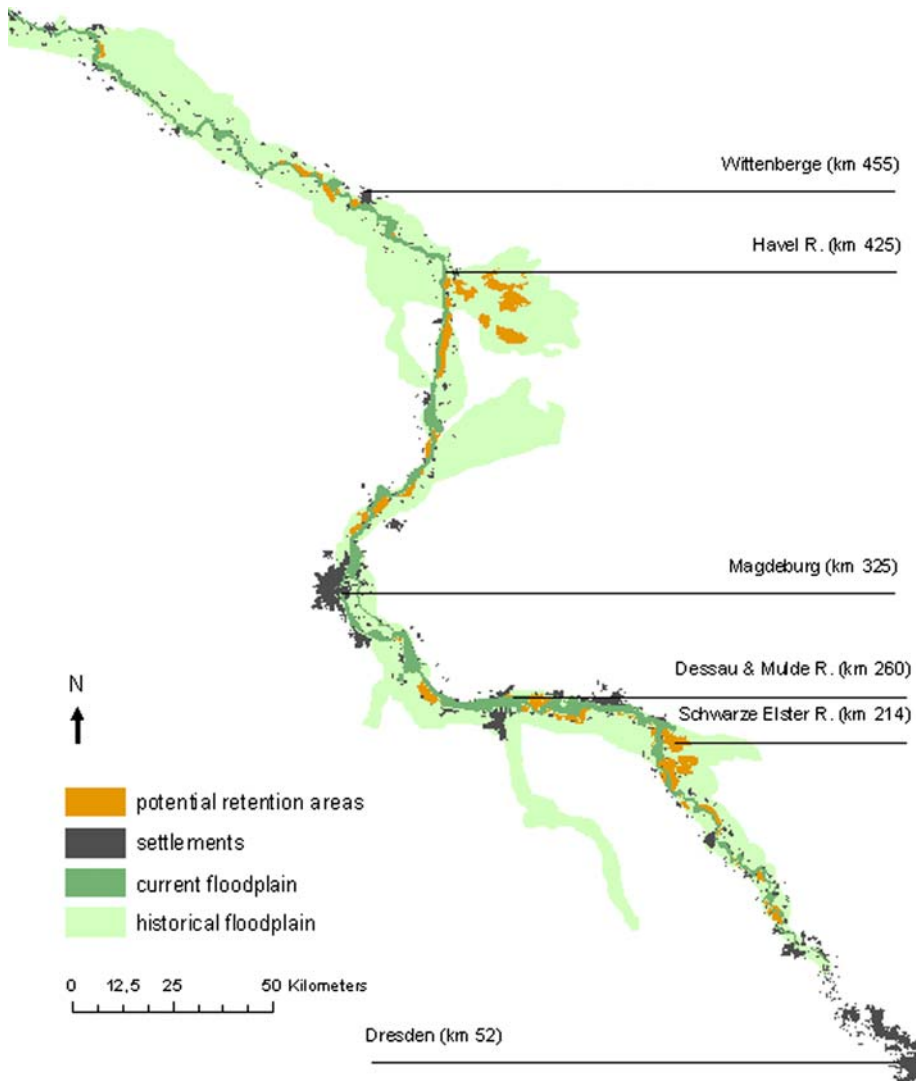 Wittenberge (km 455)
Havel R. (km 425)
Magdeburg (km 325)
Dessau & Mulde R. (km 260)
Schwarze Elster R. (km 214)
N
potential retention areas
settlements
current floodplain
historical floodplain
0 12,5 25 50 Kilometers
Dresden (km 52)